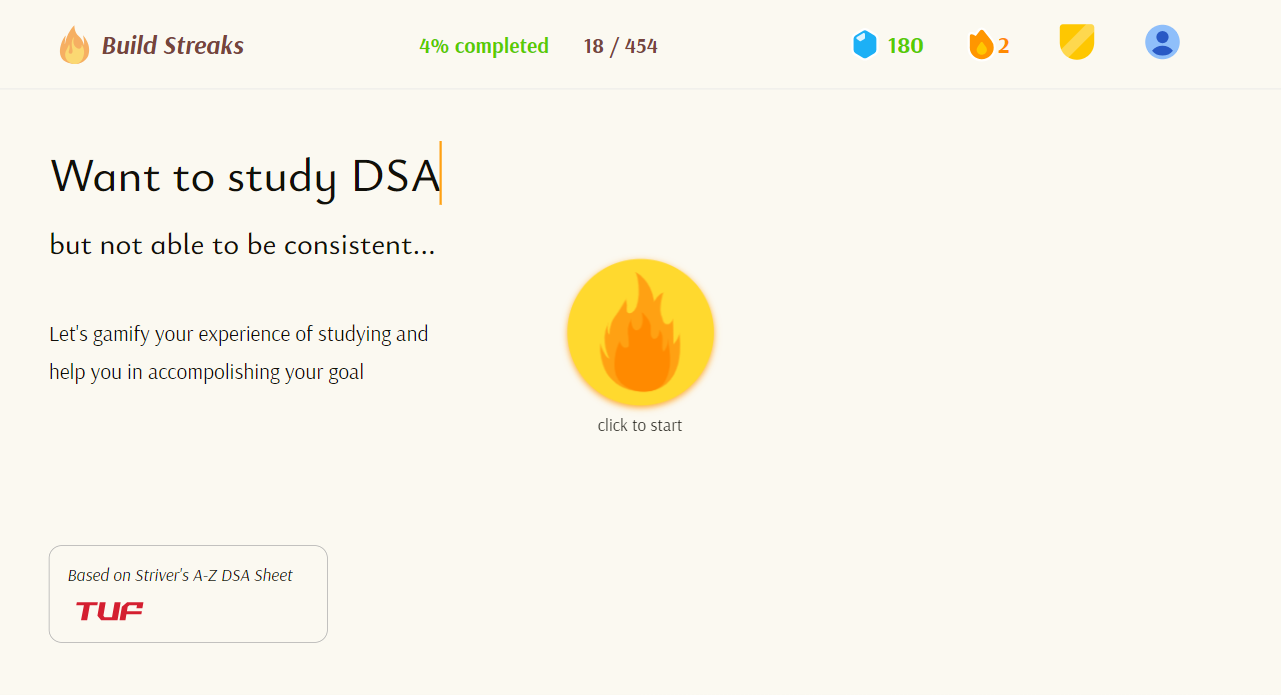 Build Streaks
4% completed
18 / 454
180
2
Want to study DSA
but not able to be consistent...
Let's gamify your experience of studying and
help you in accompolishing your goal
click to start
Based on Striver's A-Z DSA Sheet
TUF